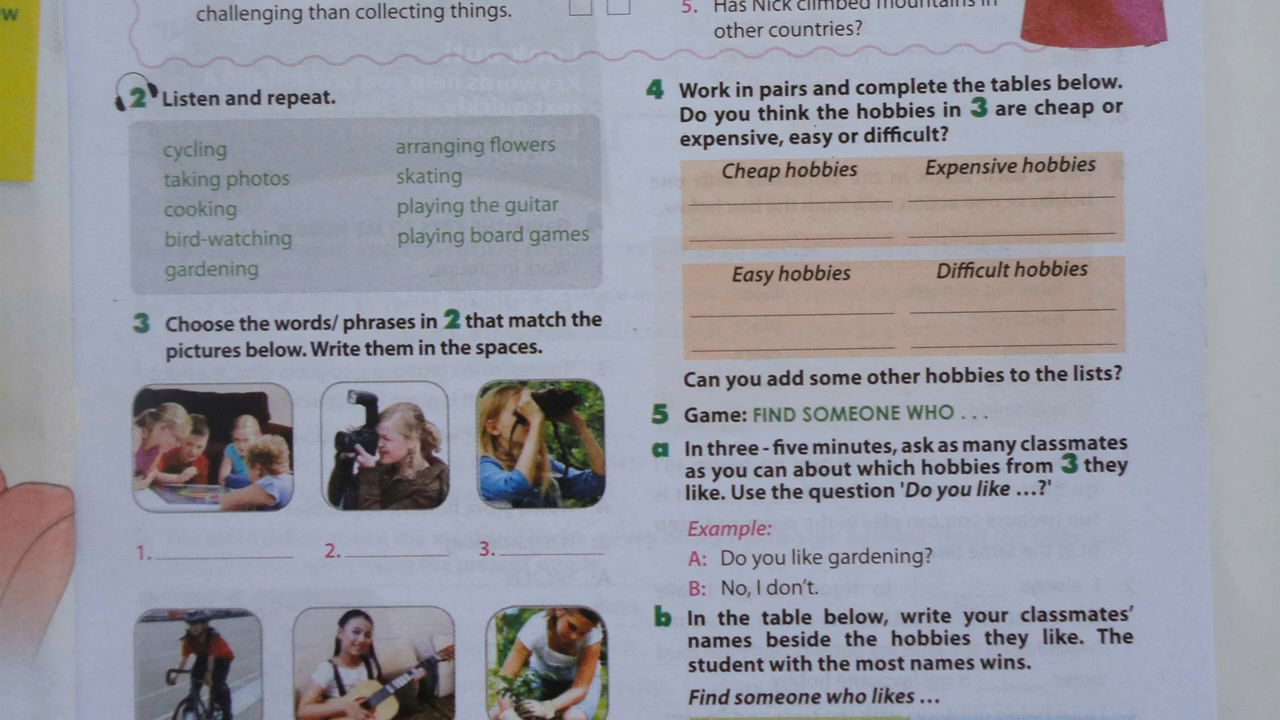 w
challenging than collecting things.
5. Has Nick climbed mountains in
other countries?
2 Listen and repeat.
cycling
taking photos
cooking
bird-watching
gardening
arranging flowers
skating
playing the guitar
playing board games
3 Choose the words/ phrases in 2 that match the
pictures below. Write them in the spaces.
1.
2.
3.
4 Work in pairs and complete the tables below.
Do you think the hobbies in 3 are cheap or
expensive, easy or difficult?
Cheap hobbies
Expensive hobbies
Easy hobbies
Difficult hobbies
Can you add some other hobbies to the lists?
5 Game: FIND SOMEONE WHO . . .
a In three - five minutes, ask as many classmates
as you can about which hobbies from 3 they
like. Use the question 'Do you like ...?'
Example:
A: Do you like gardening?
B: No, I don't.
b In the table below, write your classmates'
names beside the hobbies they like. The
student with the most names wins.
Find someone who likes ...